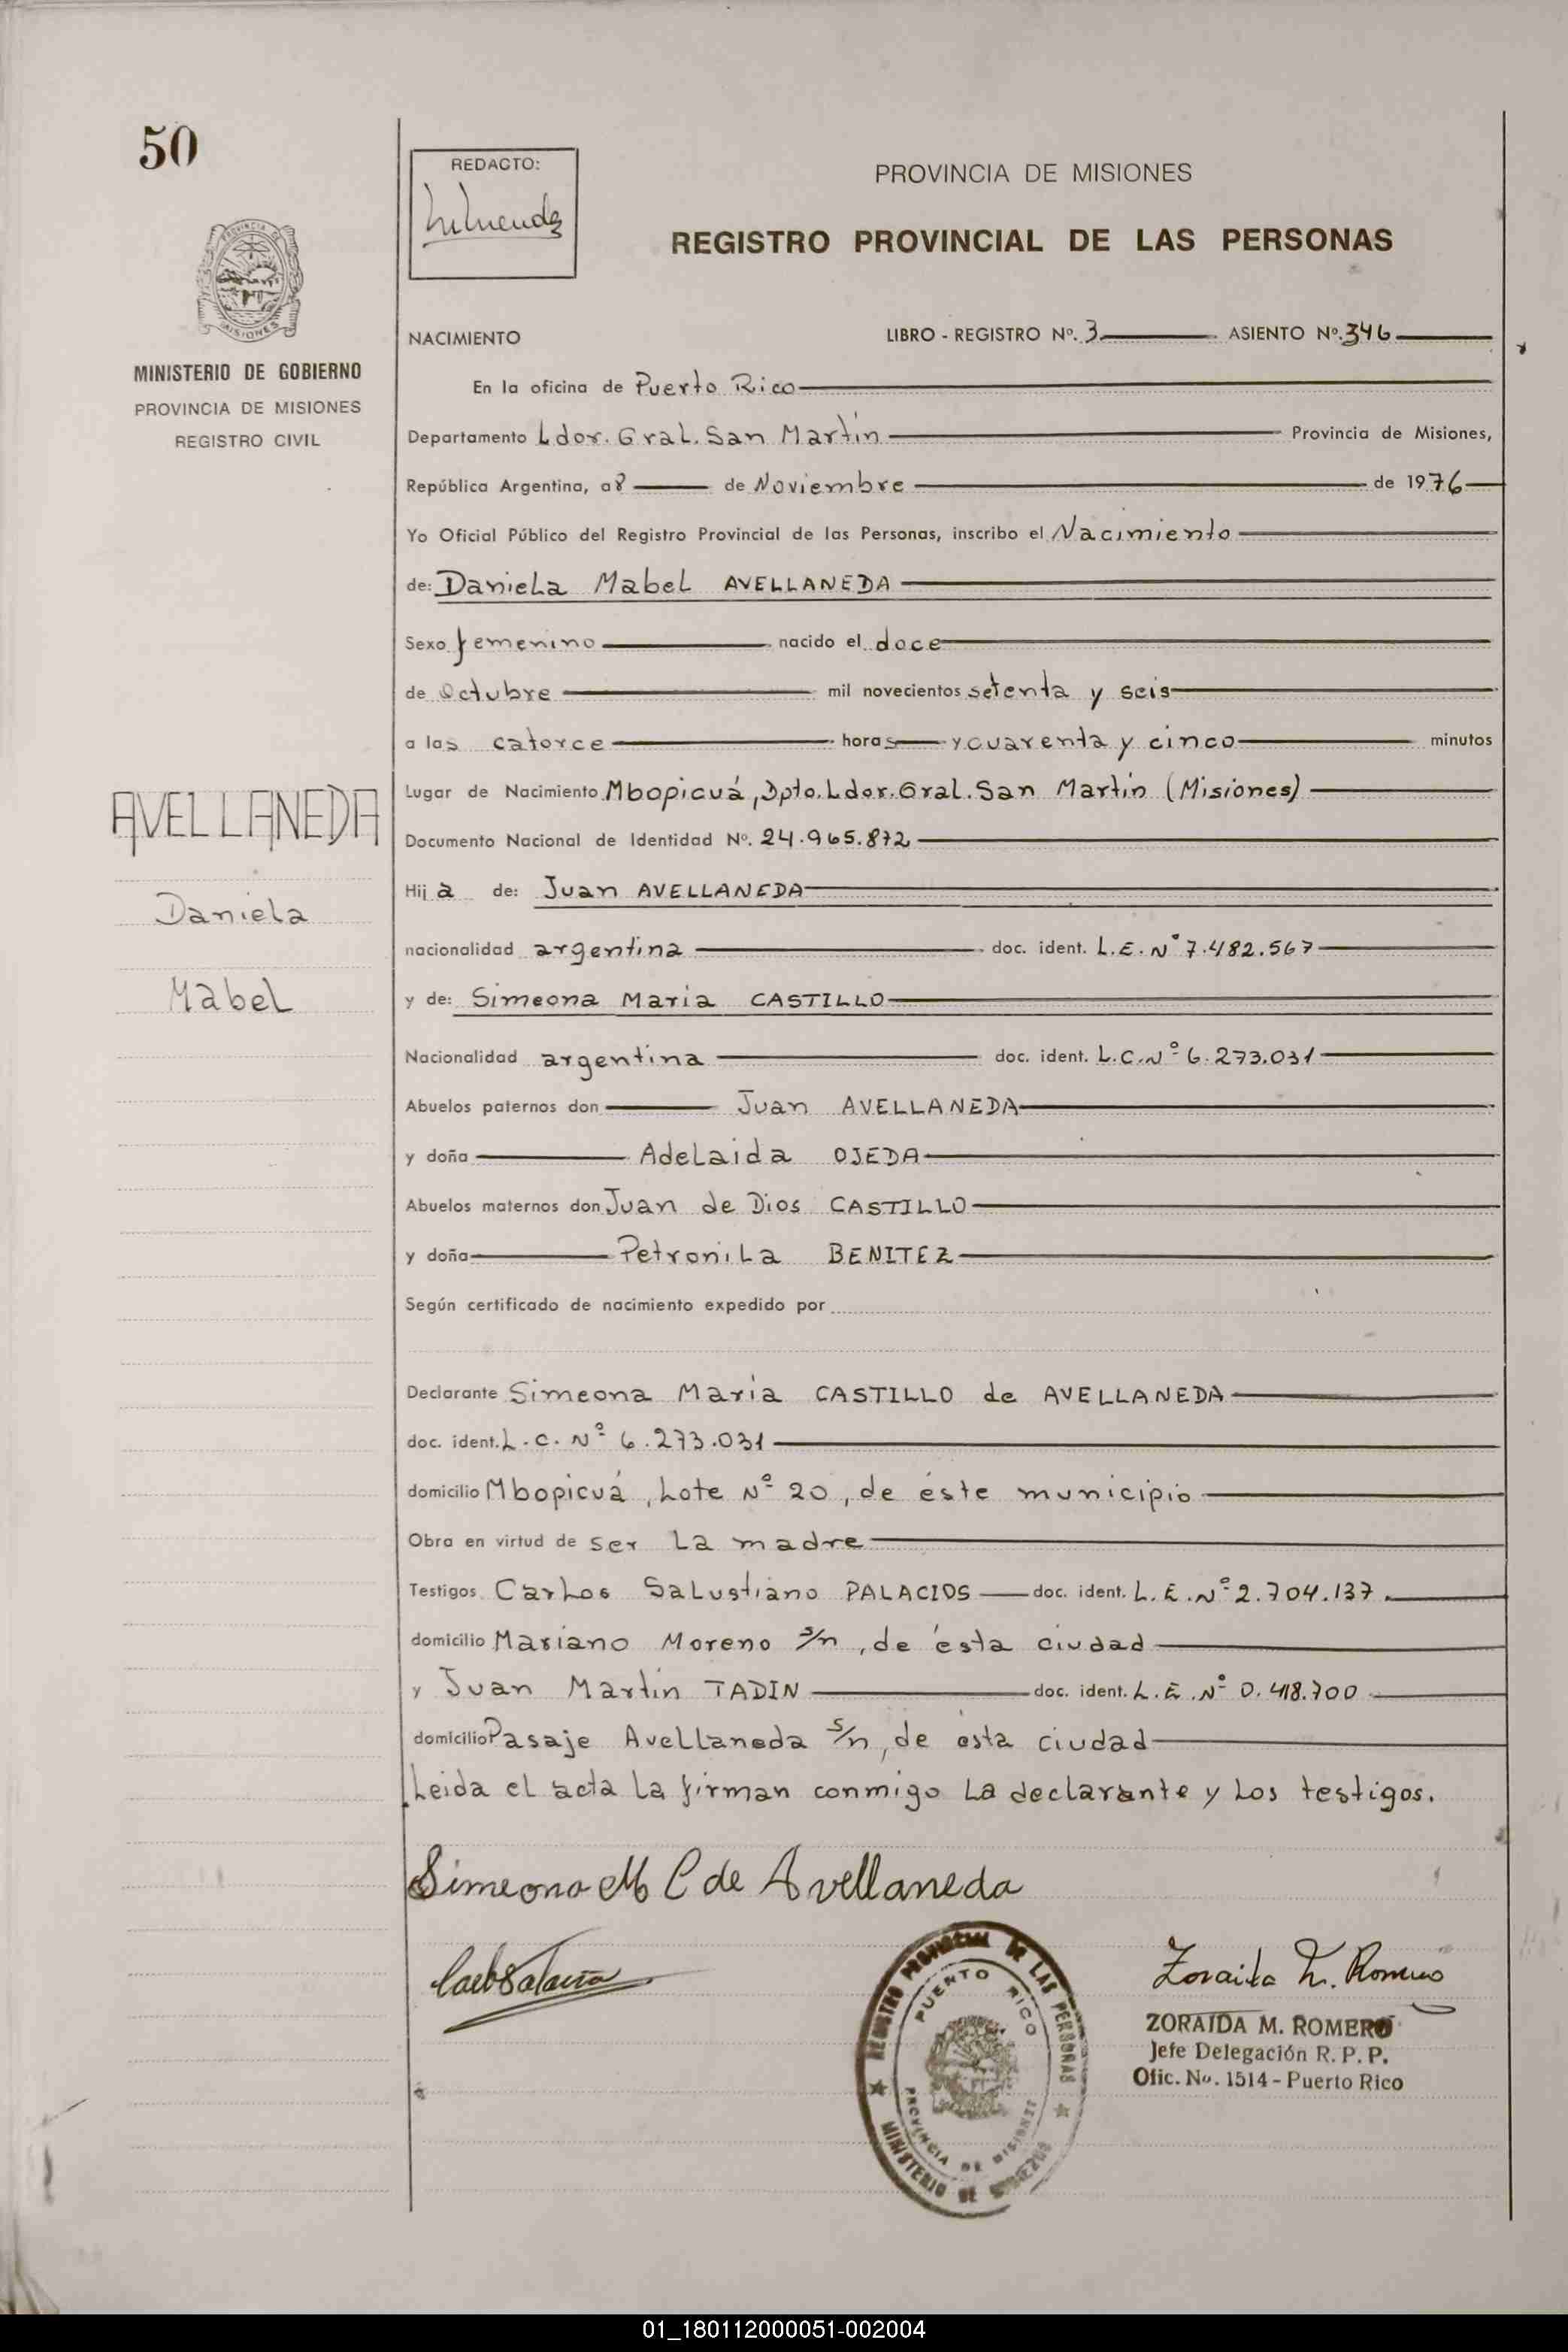 50
REDACTO:
PROVINCIA DE MISIONES
REGISTRO PROVINCIAL DE LAS PERSONAS
MINISTERIO DE GOBIERNO
PROVINCIA DE MISIONES
REGISTRO CIVIL
NACIMIENTO LIBRO - REGISTRO Nº. 3 ASIENTO Nº. 346
En la oficina de Puerto Rico
Departamento Ldor. Gral. San Martín Provincia de Misiones,
República Argentina, a 8 de Noviembre de 1976
Yo Oficial Público del Registro Provincial de las Personas, inscribo el Nacimiento
de: Daniela Mabel AVELLANEDA
Sexo femenino nacido el doce
de Octubre mil novecientos setenta y seis
a las catorce horas y cuarenta y cinco minutos
Lugar de Nacimiento Mbopicuá, Dpto. Ldor. Gral. San Martín (Misiones)
Documento Nacional de Identidad Nº. 24.965.872
AVELLANEDA
Daniela
Mabel
Hija de: Juan AVELLANEDA
nacionalidad argentina doc. ident. L.E. Nº 7.482.567
y de: Simeona Maria CASTILLO
Nacionalidad argentina doc. ident. L.C. Nº 6.273.031
Abuelos paternos don Juan AVELLANEDA
y doña Adelaida OJEDA
Abuelos maternos don Juan de Dios CASTILLO
y doña Petronila BENITEZ
Según certificado de nacimiento expedido por
Declarante Simeona María CASTILLO de AVELLANEDA
doc. ident. L.C. Nº 6.273.031
domicilio Mbopicuá, Lote Nº 20, de éste municipio
Obra en virtud de ser la madre
Testigos Carlos Salustiano PALACIOS doc. ident. L.E. Nº 2.704.137
domicilio Mariano Moreno s/n, de ésta ciudad
y Juan Martín TADIN doc. ident. L.E. Nº 0.418.700
domicilio Pasaje Avellaneda s/n, de ésta ciudad
Leida el acta la firman conmigo la declarante y los testigos.
Simeona M C de Avellaneda
Zoraida M. Romero
REGISTRO PROVINCIAL DE LAS PERSONAS
PUERTO RICO
PROVINCIA DE MISIONES
MINISTERIO DE GOBIERNO
ZORAIDA M. ROMERO
Jefe Delegación R. P. P.
Ofic. No. 1514 - Puerto Rico
01_180112000051-002004